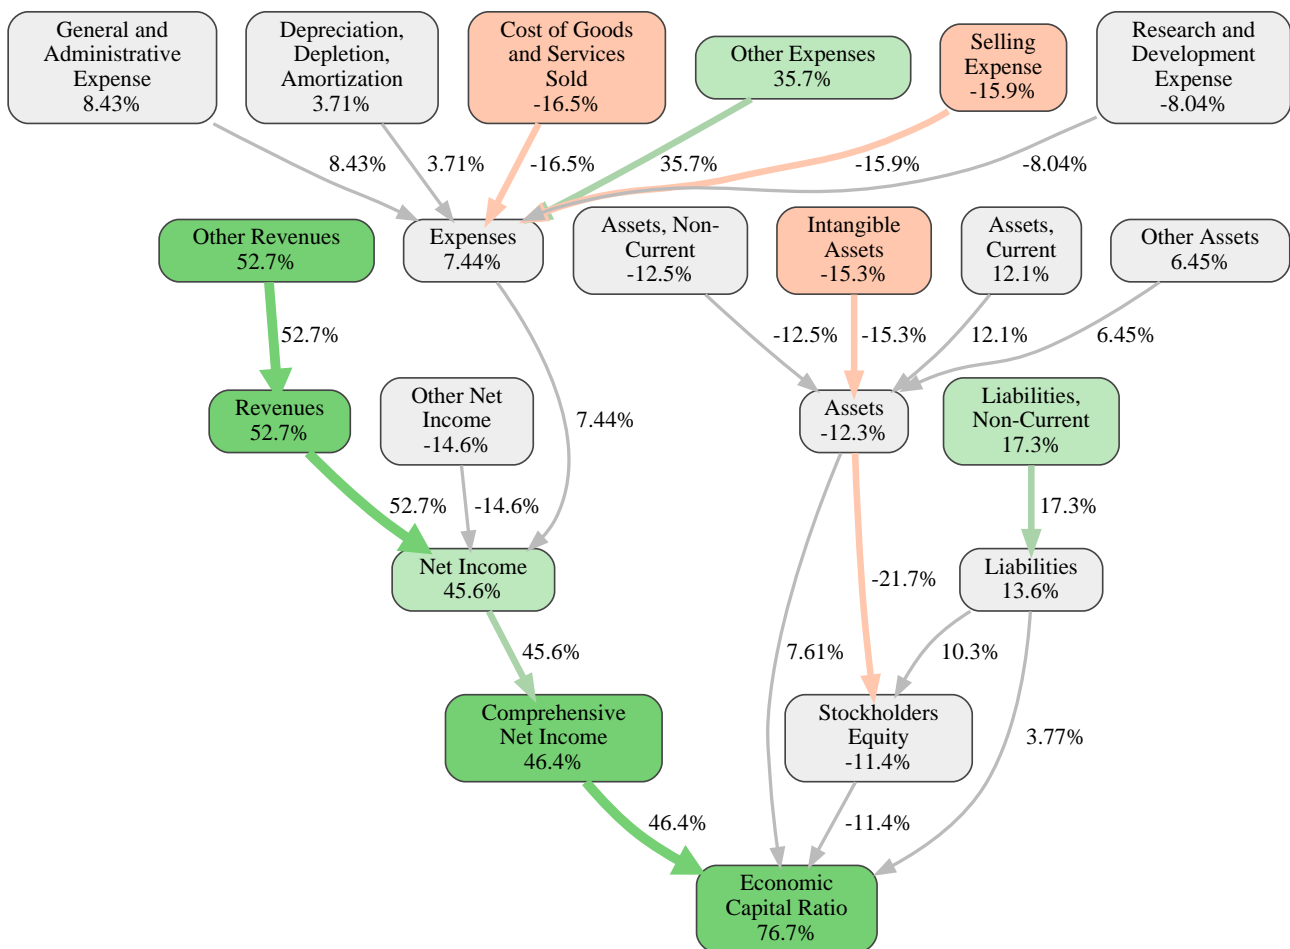 General and
Administrative
Expense
8.43%
Depreciation,
Depletion,
Amortization
3.71%
Cost of Goods
and Services
Sold
-16.5%
Other Expenses
35.7%
Selling
Expense
-15.9%
Research and
Development
Expense
-8.04%
8.43%
3.71%
-16.5%
35.7%
-15.9%
-8.04%
Other Revenues
52.7%
Expenses
7.44%
Assets, Non-
Current
-12.5%
Intangible
Assets
-15.3%
Assets,
Current
12.1%
Other Assets
6.45%
52.7%
-12.5%
-15.3%
12.1%
6.45%
Revenues
52.7%
Other Net
Income
-14.6%
7.44%
Assets
-12.3%
Liabilities,
Non-Current
17.3%
52.7%
-14.6%
17.3%
Net Income
45.6%
-21.7%
Liabilities
13.6%
45.6%
7.61%
10.3%
Comprehensive
Net Income
46.4%
Stockholders
Equity
-11.4%
3.77%
46.4%
-11.4%
Economic
Capital Ratio
76.7%